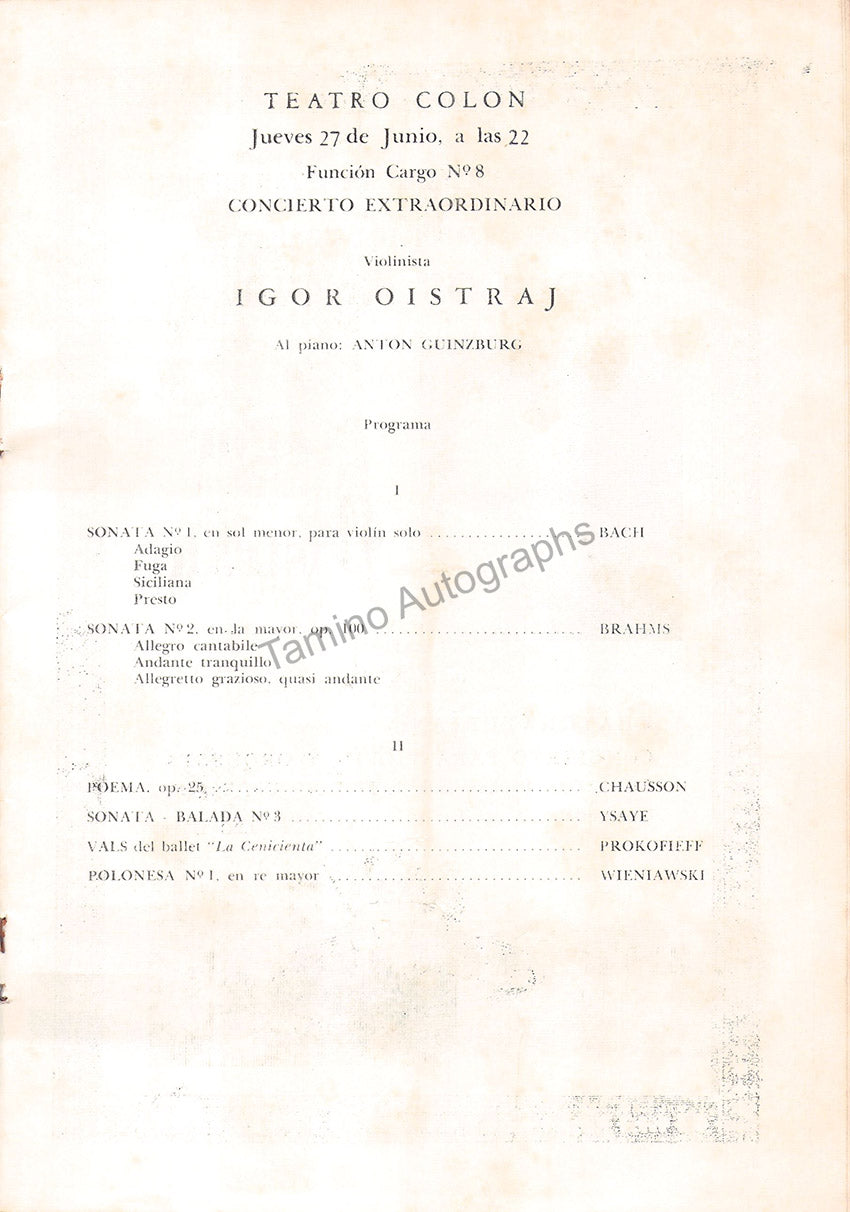 TEATRO COLON
Jueves 27 de Junio, a las 22
Función Cargo Nº 8
CONCIERTO EXTRAORDINARIO
Violinista
IGOR OISTRAJ
Al piano: ANTON GUINZBURG
Programa
I
SONATA Nº 1, en sol menor, para violín solo .................... BACH
Adagio
Fuga
Siciliana
Presto
SONATA Nº 2, en la mayor, op. 100 ........................... BRAHMS
Allegro cantabile
Andante tranquillo
Allegretto grazioso, quasi andante
II
POEMA, op. 25 ................................................ CHAUSSON
SONATA - BALADA Nº 3 ...................................... YSAYE
VALS del ballet "La Cenicienta" ................................. PROKOFIEFF
POLONESA Nº 1, en re mayor ................................. WIENIAWSKI
Tamino Autographs